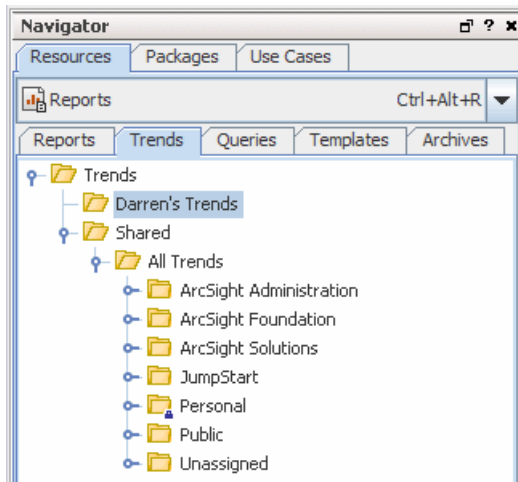 Navigator ?
Resources Packages Use Cases
Reports Ctrl+Alt+R
Reports Trends Queries Templates Archives
Trends
Darren's Trends
Shared
All Trends
ArcSight Administration
ArcSight Foundation
ArcSight Solutions
JumpStart
Personal
Public
Unassigned